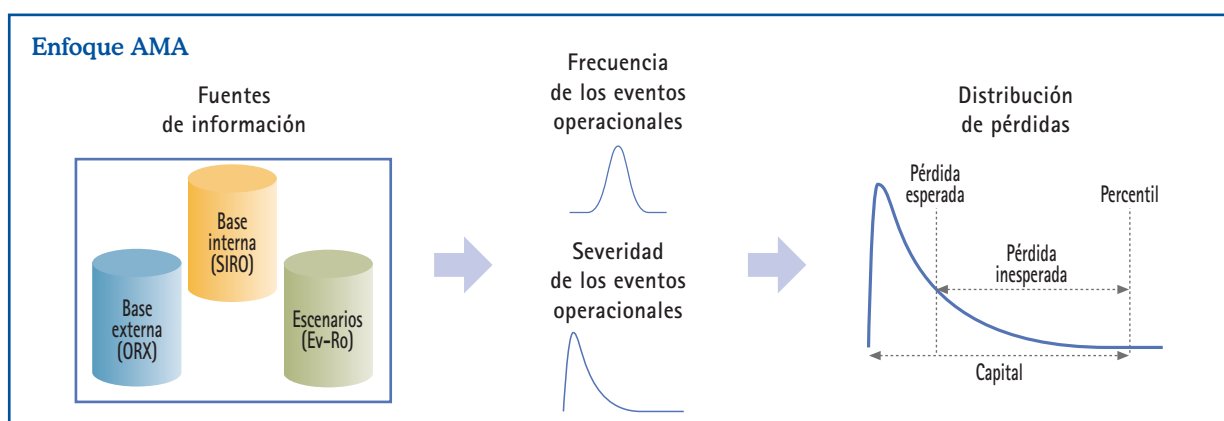 Enfoque AMA
Fuentes
de información
Base
interna
(SIRO)
Base
externa
(ORX)
Escenarios
(Ev-Ro)
Frecuencia
de los eventos
operacionales
Severidad
de los eventos
operacionales
Distribución
de pérdidas
Pérdida
esperada
Percentil
Pérdida
inesperada
Capital